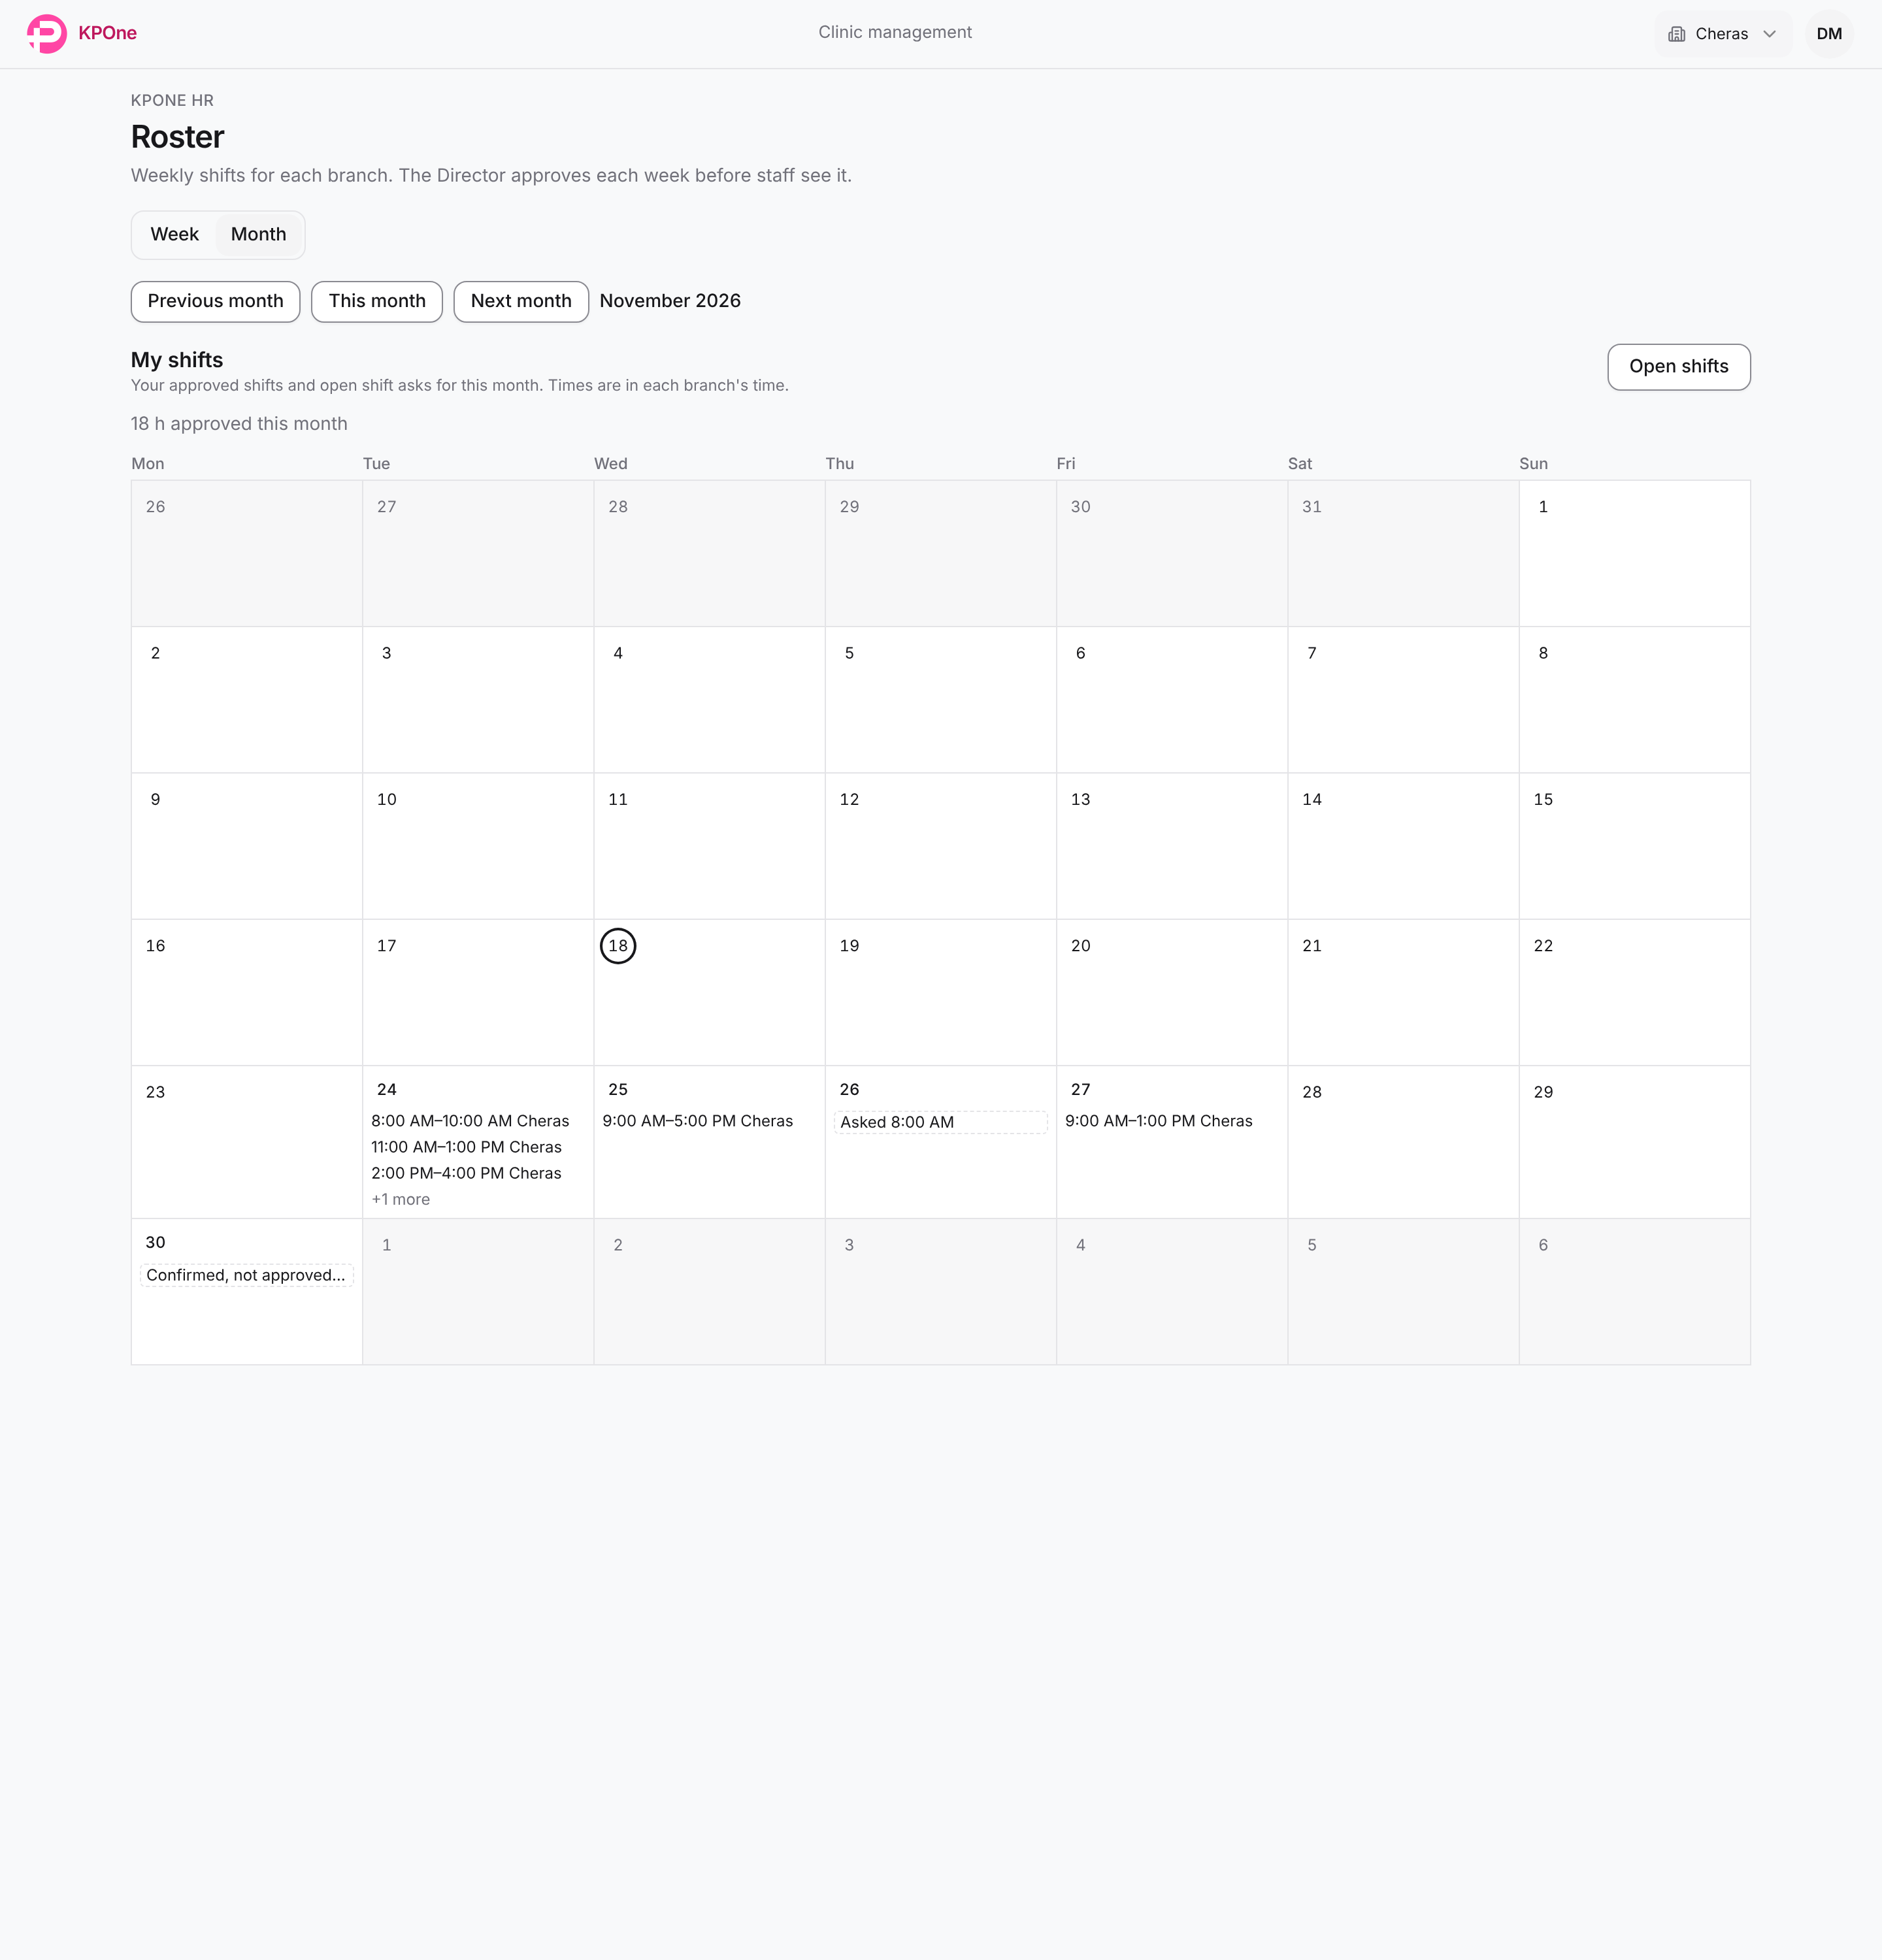 KPOne
Clinic management
Cheras
DM
KPONE HR
Roster
Weekly shifts for each branch. The Director approves each week before staff see it.
Week Month
Previous month This month Next month November 2026
My shifts
Open shifts
Your approved shifts and open shift asks for this month. Times are in each branch's time.
18 h approved this month
Mon Tue Wed Thu Fri Sat Sun
26 27 28 29 30 31 1
2 3 4 5 6 7 8
9 10 11 12 13 14 15
16 17 18 19 20 21 22
23
24
8:00 AM–10:00 AM Cheras
11:00 AM–1:00 PM Cheras
2:00 PM–4:00 PM Cheras
+1 more
25
9:00 AM–5:00 PM Cheras
26
Asked 8:00 AM
27
9:00 AM–1:00 PM Cheras
28
29
30
Confirmed, not approved...
1 2 3 4 5 6